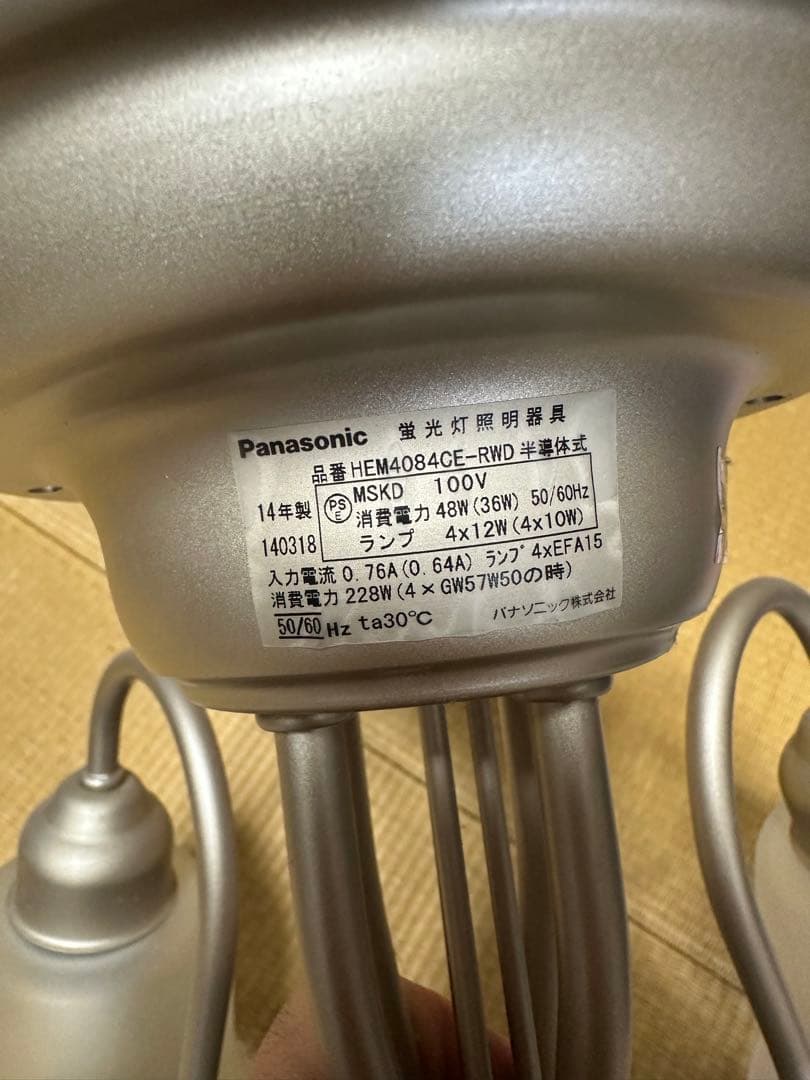 Panasonic 蛍光灯照明器具
品番 HEM4084CE-RWD 半導体式
14年製 PS E MSKD 100V
消費電力 48W(36W) 50/60Hz
140318 ランプ 4x12W(4x10W)
入力電流 0.76A(0.64A) ランプ 4xEFA15
消費電力 228W(4×GW57W50の時)
50/60 Hz ta30℃ パナソニック株式会社